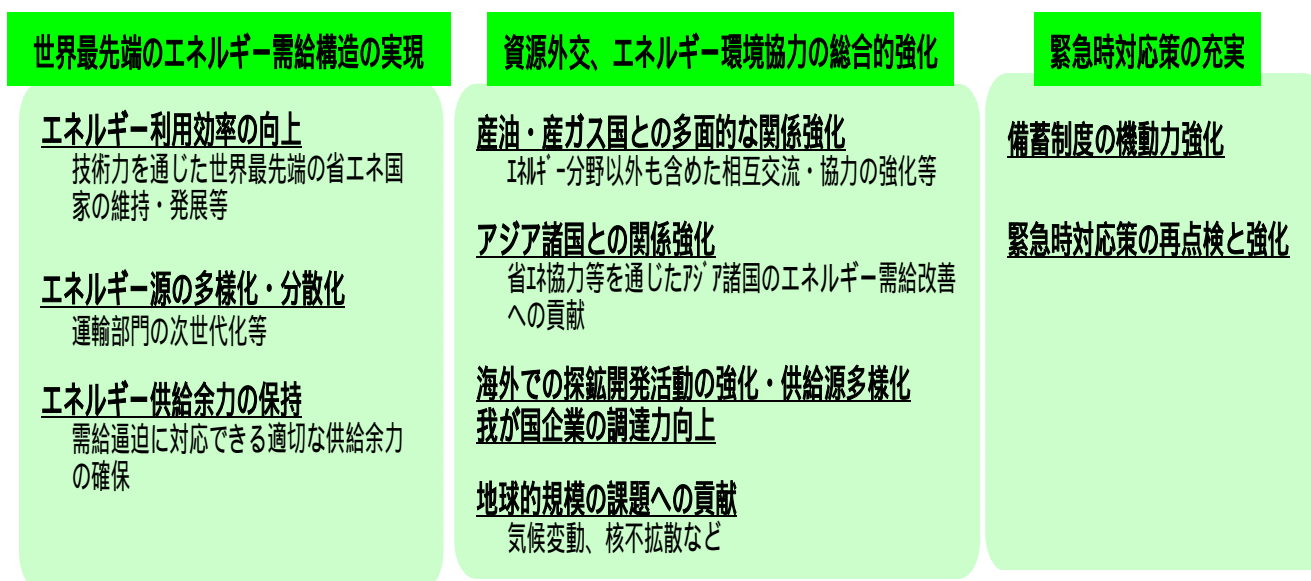 世界最先端のエネルギー需給構造の実現
エネルギー利用効率の向上
技術力を通じた世界最先端の省エネ国
家の維持・発展等
エネルギー源の多様化・分散化
運輸部門の次世代化等
エネルギー供給余力の保持
需給逼迫に対応できる適切な供給余力
の確保
資源外交、エネルギー環境協力の総合的強化
産油・産ガス国との多面的な関係強化
ｴﾈﾙｷﾞｰ分野以外も含めた相互交流・協力の強化等
アジア諸国との関係強化
省ｴﾈ協力等を通じたｱｼﾞｱ諸国のエネルギー需給改善
への貢献
海外での探鉱開発活動の強化・供給源多様化
我が国企業の調達力向上
地球的規模の課題への貢献
気候変動、核不拡散など
緊急時対応策の充実
備蓄制度の機動力強化
緊急時対応策の再点検と強化